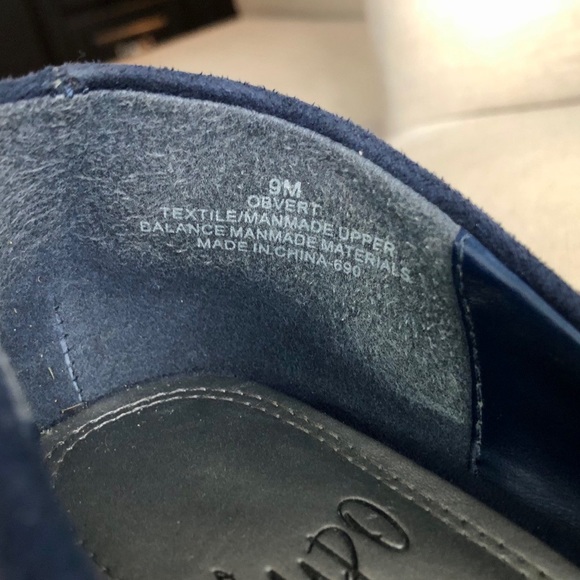 9M
OBVERT
TEXTILE/MANMADE UPPER
BALANCE MANMADE MATERIALS
MADE IN CHINA-690